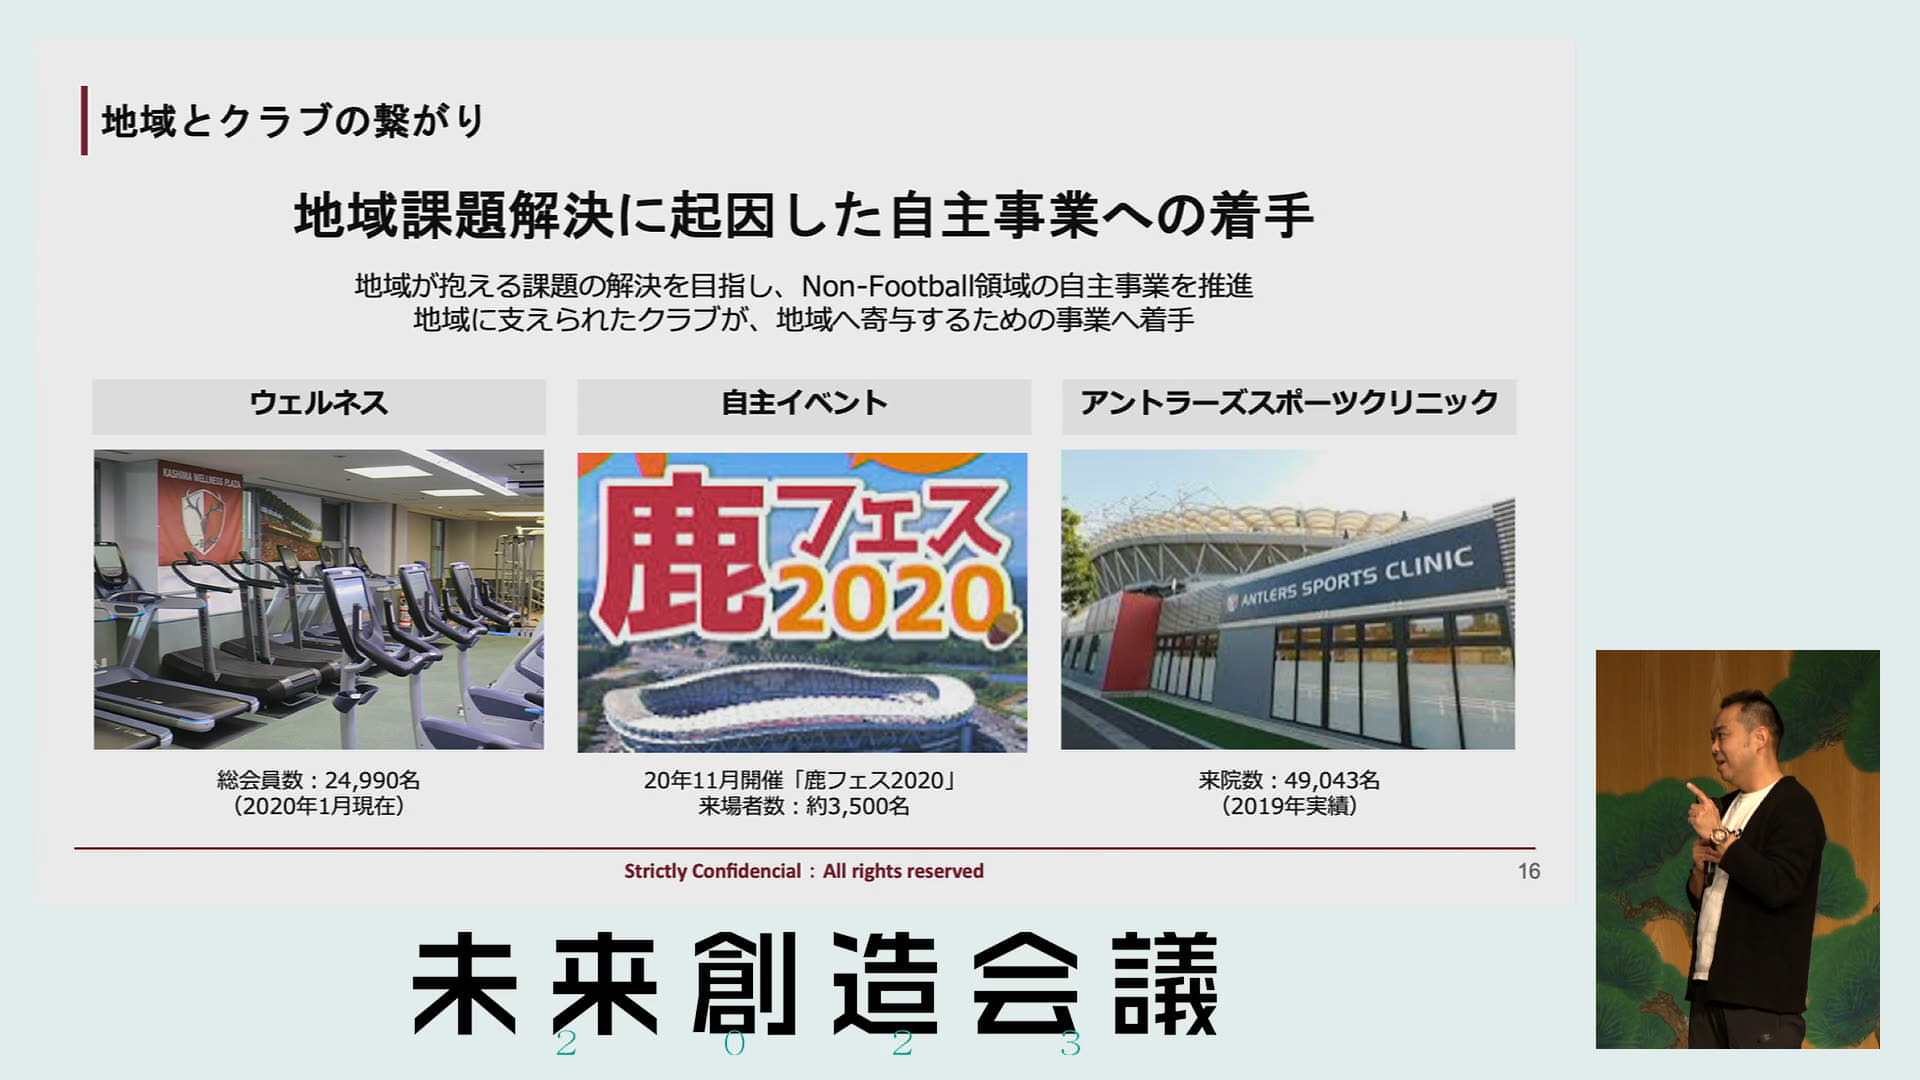 地域とクラブの繋がり
地域課題解決に起因した自主事業への着手
地域が抱える課題の解決を目指し、Non-Football領域の自主事業を推進
地域に支えられたクラブが、地域へ寄与するための事業へ着手
ウェルネス
自主イベント
アントラーズスポーツクリニック
KASHIMA WELLNESS PLAZA
鹿フェス
2020
ANTLERS SPORTS CLINIC
総会員数：24,990名
（2020年1月現在）
20年11月開催「鹿フェス2020」
来場者数：約3,500名
来院数：49,043名
（2019年実績）
Strictly Confidencial：All rights reserved
16
未来創造会議
2023